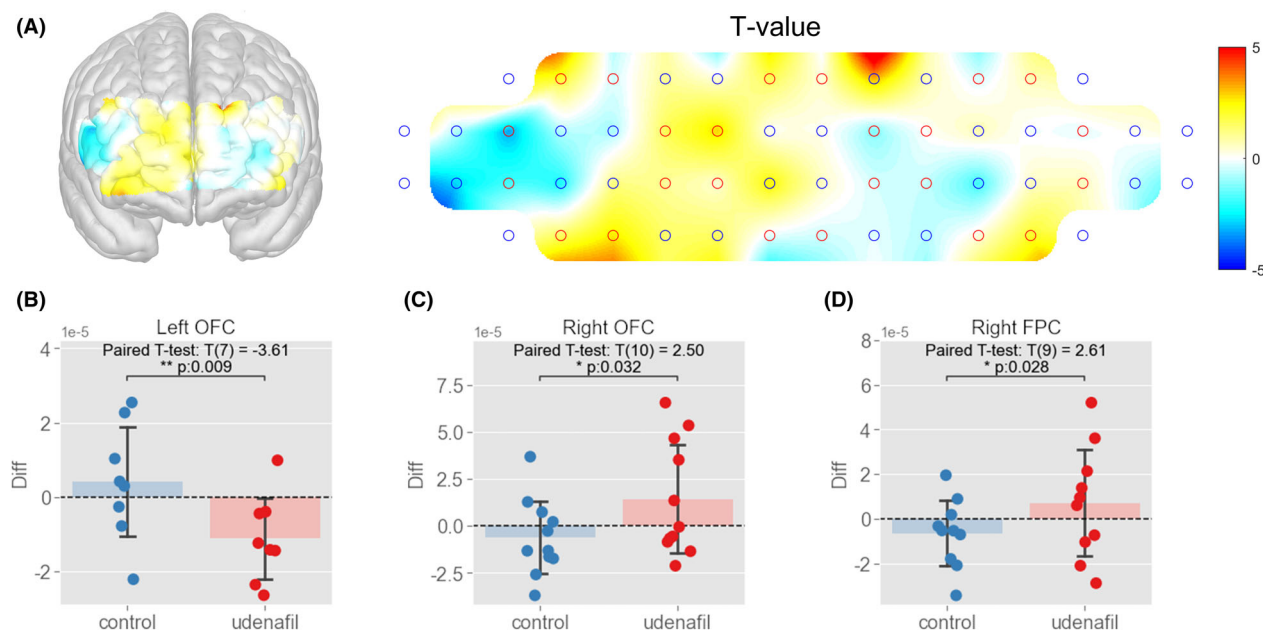 (A)
T-value
5
0
-5
(B)
1e-5
Left OFC
Paired T-test: T(7) = -3.61
** p:0.009
4
2
0
-2
Diff
control
udenafil
(C)
1e-5
Right OFC
Paired T-test: T(10) = 2.50
* p:0.032
7.5
5.0
2.5
0.0
-2.5
Diff
control
udenafil
(D)
1e-5
Right FPC
Paired T-test: T(9) = 2.61
* p:0.028
8
6
4
2
0
-2
Diff
control
udenafil